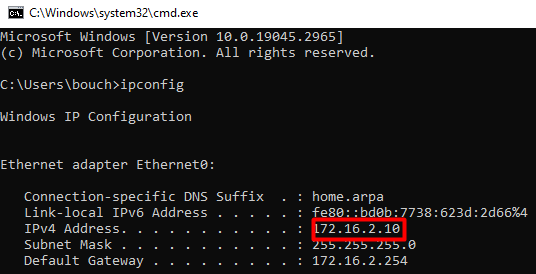 C:\Windows\system32\cmd.exe
Microsoft Windows [Version 10.0.19045.2965]
(c) Microsoft Corporation. All rights reserved.
C:\Users\bouch>ipconfig
Windows IP Configuration
Ethernet adapter Ethernet0:
Connection-specific DNS Suffix  . : home.arpa
Link-local IPv6 Address . . . . . : fe80::bd0b:7738:623d:2d66%4
IPv4 Address. . . . . . . . . . . : 172.16.2.10
Subnet Mask . . . . . . . . . . . : 255.255.255.0
Default Gateway . . . . . . . . . : 172.16.2.254